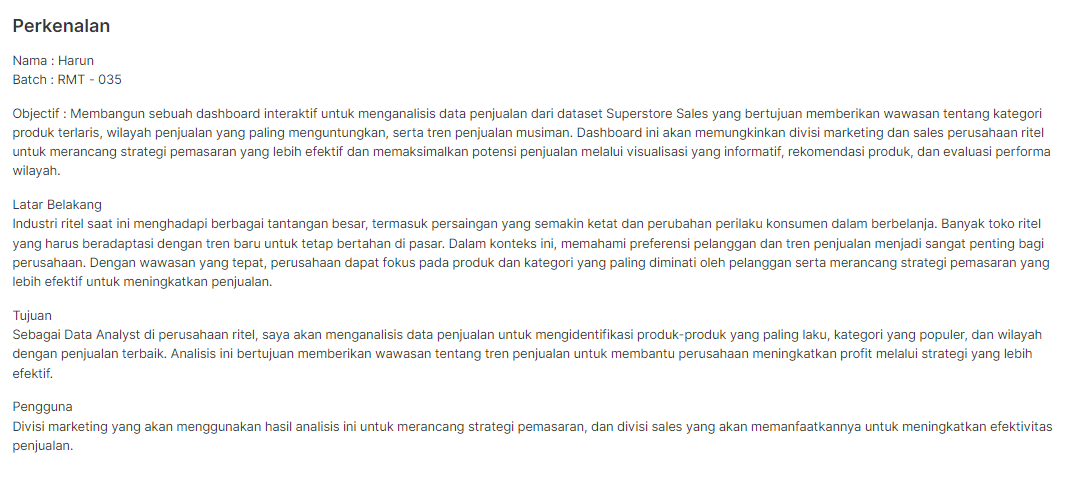 Perkenalan
Nama : Harun
Batch : RMT - 035
Objectif : Membangun sebuah dashboard interaktif untuk menganalisis data penjualan dari dataset Superstore Sales yang bertujuan memberikan wawasan tentang kategori
produk terlaris, wilayah penjualan yang paling menguntungkan, serta tren penjualan musiman. Dashboard ini akan memungkinkan divisi marketing dan sales perusahaan ritel
untuk merancang strategi pemasaran yang lebih efektif dan memaksimalkan potensi penjualan melalui visualisasi yang informatif, rekomendasi produk, dan evaluasi performa
wilayah.
Latar Belakang
Industri ritel saat ini menghadapi berbagai tantangan besar, termasuk persaingan yang semakin ketat dan perubahan perilaku konsumen dalam berbelanja. Banyak toko ritel
yang harus beradaptasi dengan tren baru untuk tetap bertahan di pasar. Dalam konteks ini, memahami preferensi pelanggan dan tren penjualan menjadi sangat penting bagi
perusahaan. Dengan wawasan yang tepat, perusahaan dapat fokus pada produk dan kategori yang paling diminati oleh pelanggan serta merancang strategi pemasaran yang
lebih efektif untuk meningkatkan penjualan.
Tujuan
Sebagai Data Analyst di perusahaan ritel, saya akan menganalisis data penjualan untuk mengidentifikasi produk-produk yang paling laku, kategori yang populer, dan wilayah
dengan penjualan terbaik. Analisis ini bertujuan memberikan wawasan tentang tren penjualan untuk membantu perusahaan meningkatkan profit melalui strategi yang lebih
efektif.
Pengguna
Divisi marketing yang akan menggunakan hasil analisis ini untuk merancang strategi pemasaran, dan divisi sales yang akan memanfaatkannya untuk meningkatkan efektivitas
penjualan.